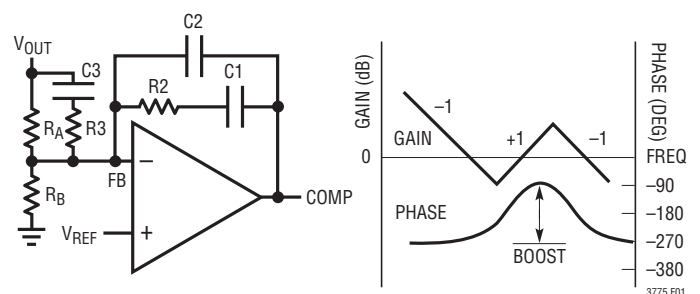 C2
VOUT
C3
R2
C1
RA
R3
FB
RB
VREF
–
+
COMP
GAIN (dB)
PHASE (DEG)
–1
GAIN
+1
–1
0
FREQ
–90
PHASE
–180
–270
BOOST
–380
3775 F01